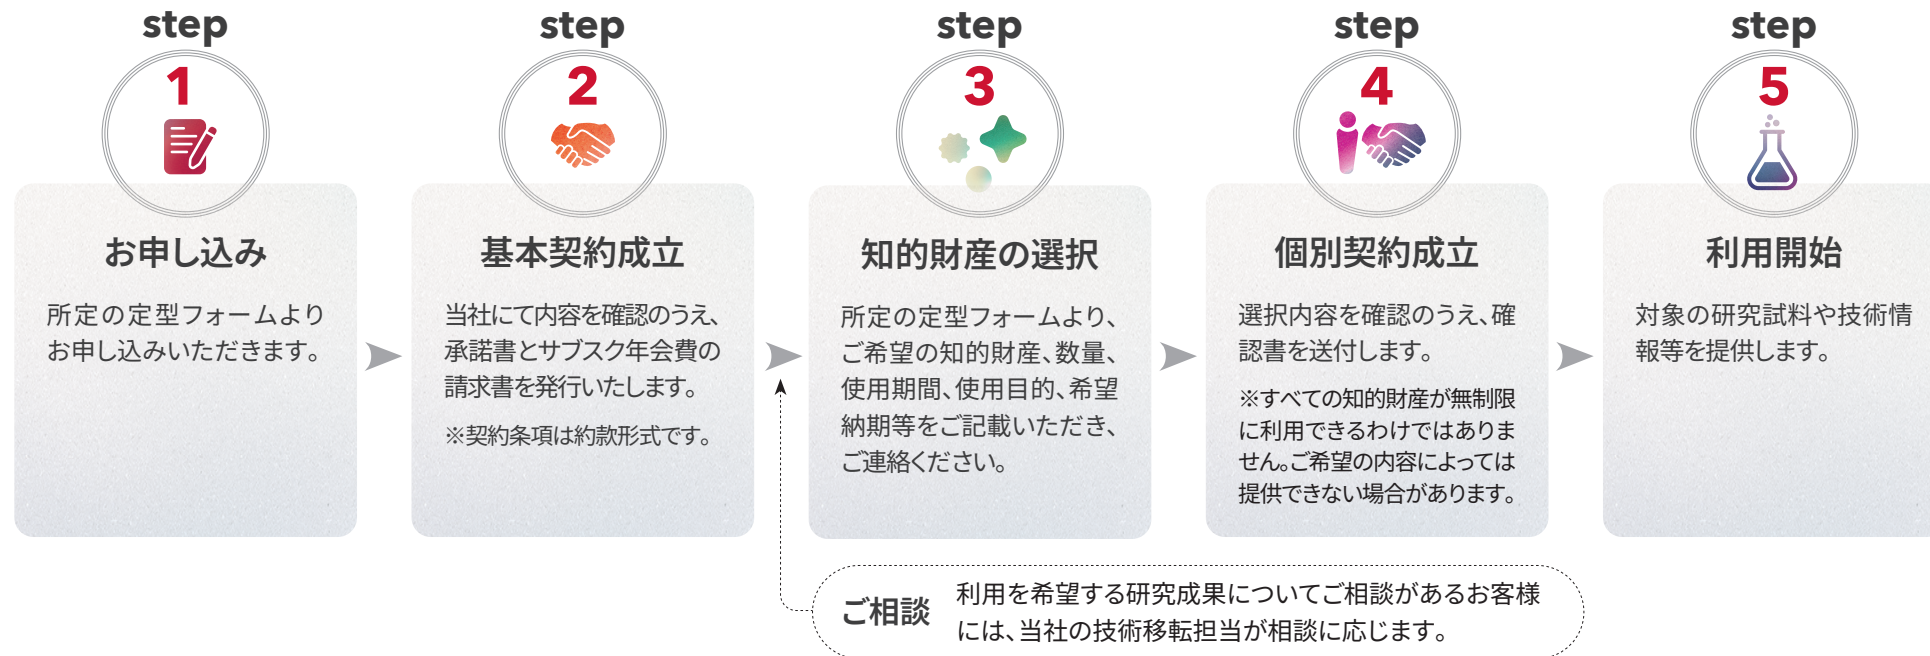 step
1
お申し込み
所定の定型フォームより
お申し込みいただきます。
step
2
基本契約成立
当社にて内容を確認のうえ、
承諾書とサブスク年会費の
請求書を発行いたします。
※契約条項は約款形式です。
step
3
知的財産の選択
所定の定型フォームより、
ご希望の知的財産、数量、
使用期間、使用目的、希望
納期等をご記載いただき、
ご連絡ください。
step
4
個別契約成立
選択内容を確認のうえ、確
認書を送付します。
※すべての知的財産が無制限
に利用できるわけではありま
せん。ご希望の内容によっては
提供できない場合があります。
step
5
利用開始
対象の研究試料や技術情
報等を提供します。
ご相談
利用を希望する研究成果についてご相談があるお客様
には、当社の技術移転担当が相談に応じます。